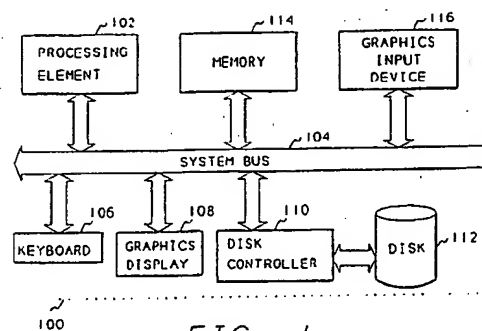 102
PROCESSING
ELEMENT
114
MEMORY
116
GRAPHICS
INPUT
DEVICE
104
SYSTEM BUS
106
KEYBOARD
108
GRAPHICS
DISPLAY
110
DISK
CONTROLLER
DISK
112
100